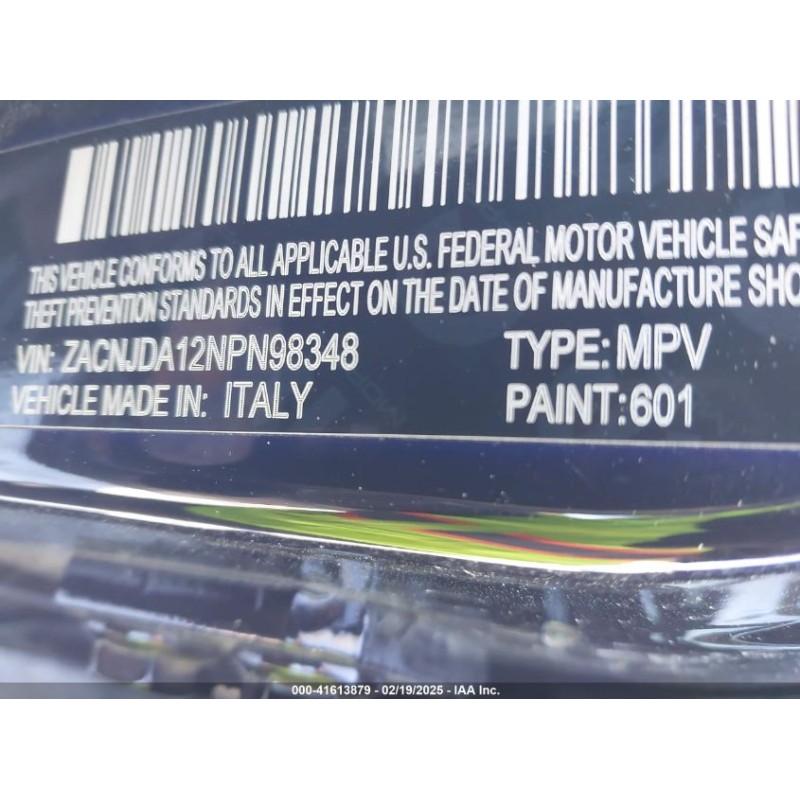 THIS VEHICLE CONFORMS TO ALL APPLICABLE U.S. FEDERAL MOTOR VEHICLE SAF
THEFT PREVENTION STANDARDS IN EFFECT ON THE DATE OF MANUFACTURE SHO
VIN: ZACNJDA12NPN98348 TYPE: MPV
VEHICLE MADE IN: ITALY PAINT:601
000-41613879 - 02/19/2025 - IAA Inc.